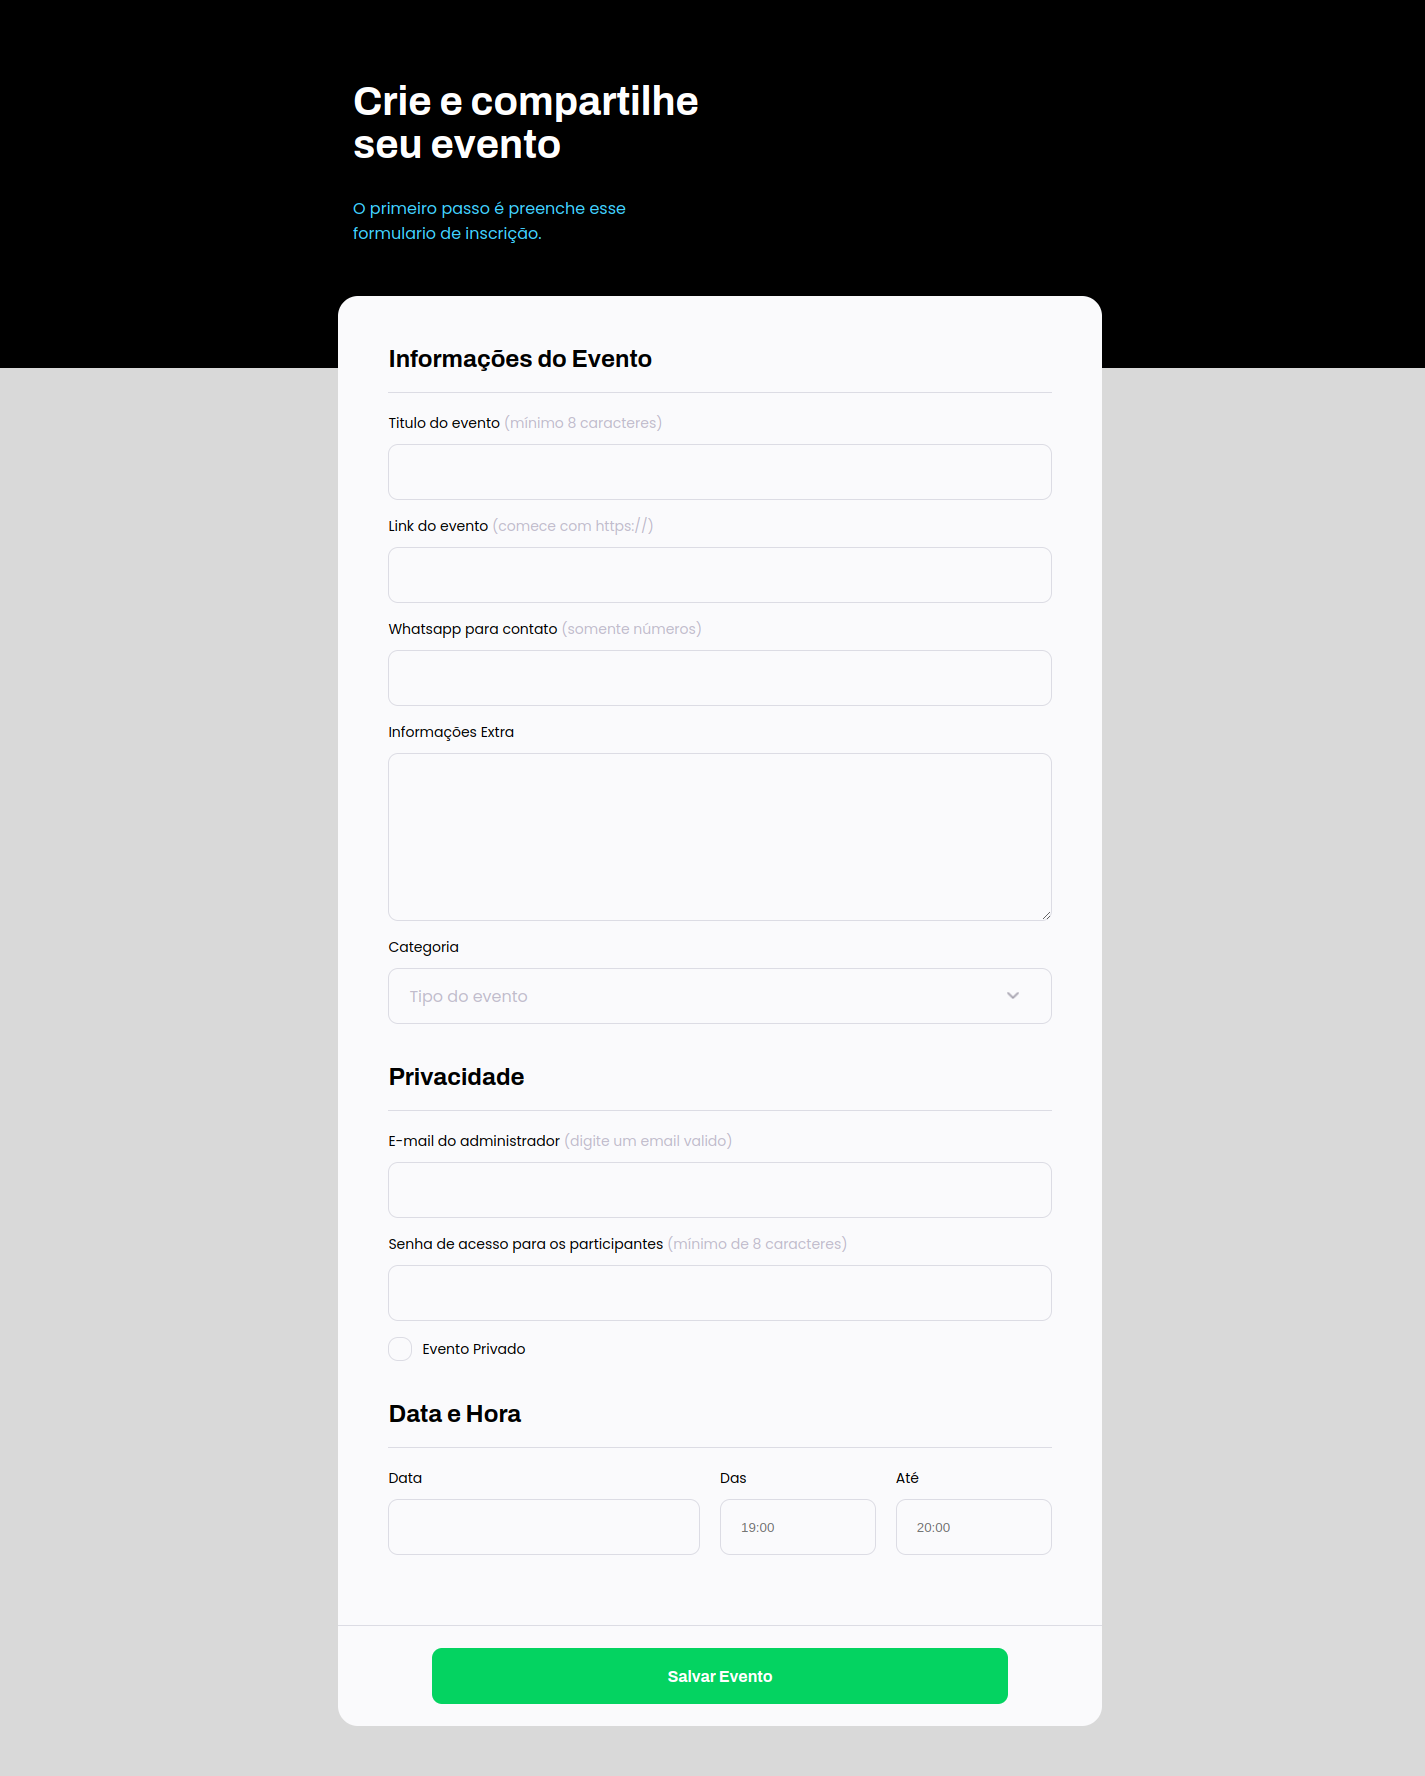 Crie e compartilhe
seu evento
O primeiro passo é preenche esse
formulario de inscrição.
Informações do Evento
Titulo do evento (mínimo 8 caracteres)
Link do evento (comece com https://)
Whatsapp para contato (somente números)
Informações Extra
Categoria
Tipo do evento
Privacidade
E-mail do administrador (digite um email valido)
Senha de acesso para os participantes (mínimo de 8 caracteres)
Evento Privado
Data e Hora
Data Das Até
19:00 20:00
Salvar Evento